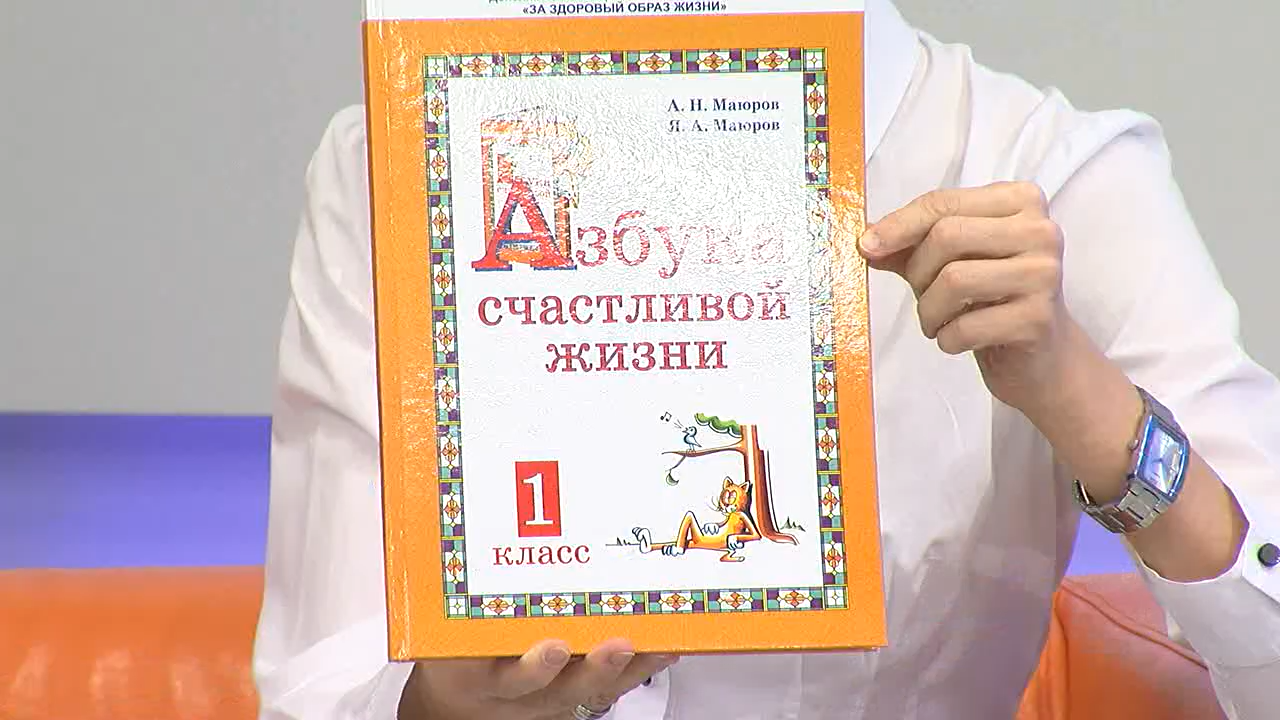 «ЗА ЗДОРОВЫЙ ОБРАЗ ЖИЗНИ»
А. Н. Маюров
Я. А. Маюров
Азбука
счастливой
жизни
1
класс